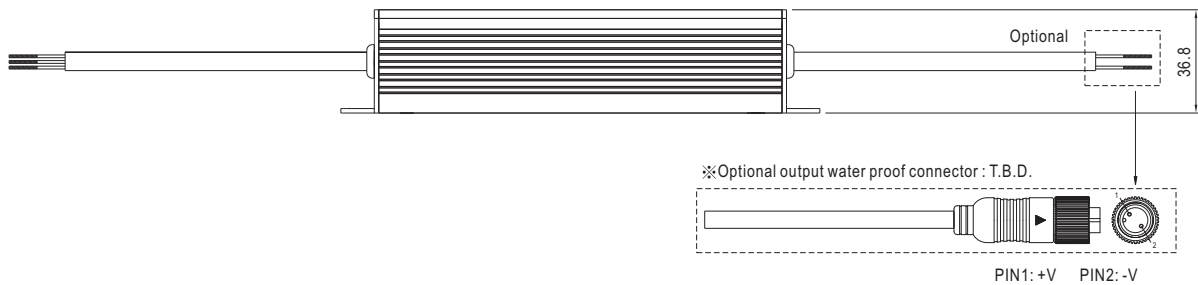 Optional
36.8
※Optional output water proof connector : T.B.D.
1
2
PIN1: +V PIN2: -V